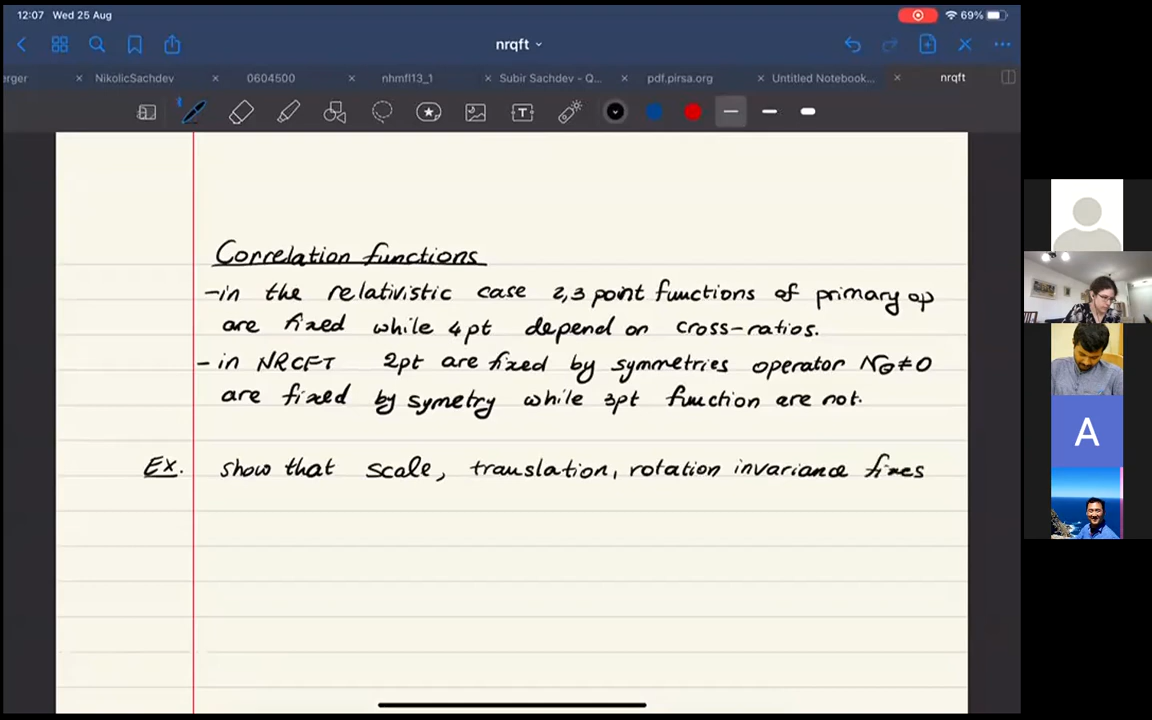 12:07 Wed 25 Aug
69%
nrqft
erger
NikolicSachdev
0604500
nhmfl13_1
Subir Sachdev - Q...
pdf.pirsa.org
Untitled Notebook...
nrqft
Correlation functions
-in the relativistic case 2,3 point functions of primary op
are fixed while 4pt depend on cross-ratios.
- in NRCFT 2pt are fixed by symmetries operator N_O≠0
are fixed by symetry while 3pt function are not.
Ex. show that scale, translation, rotation invariance fixes
A